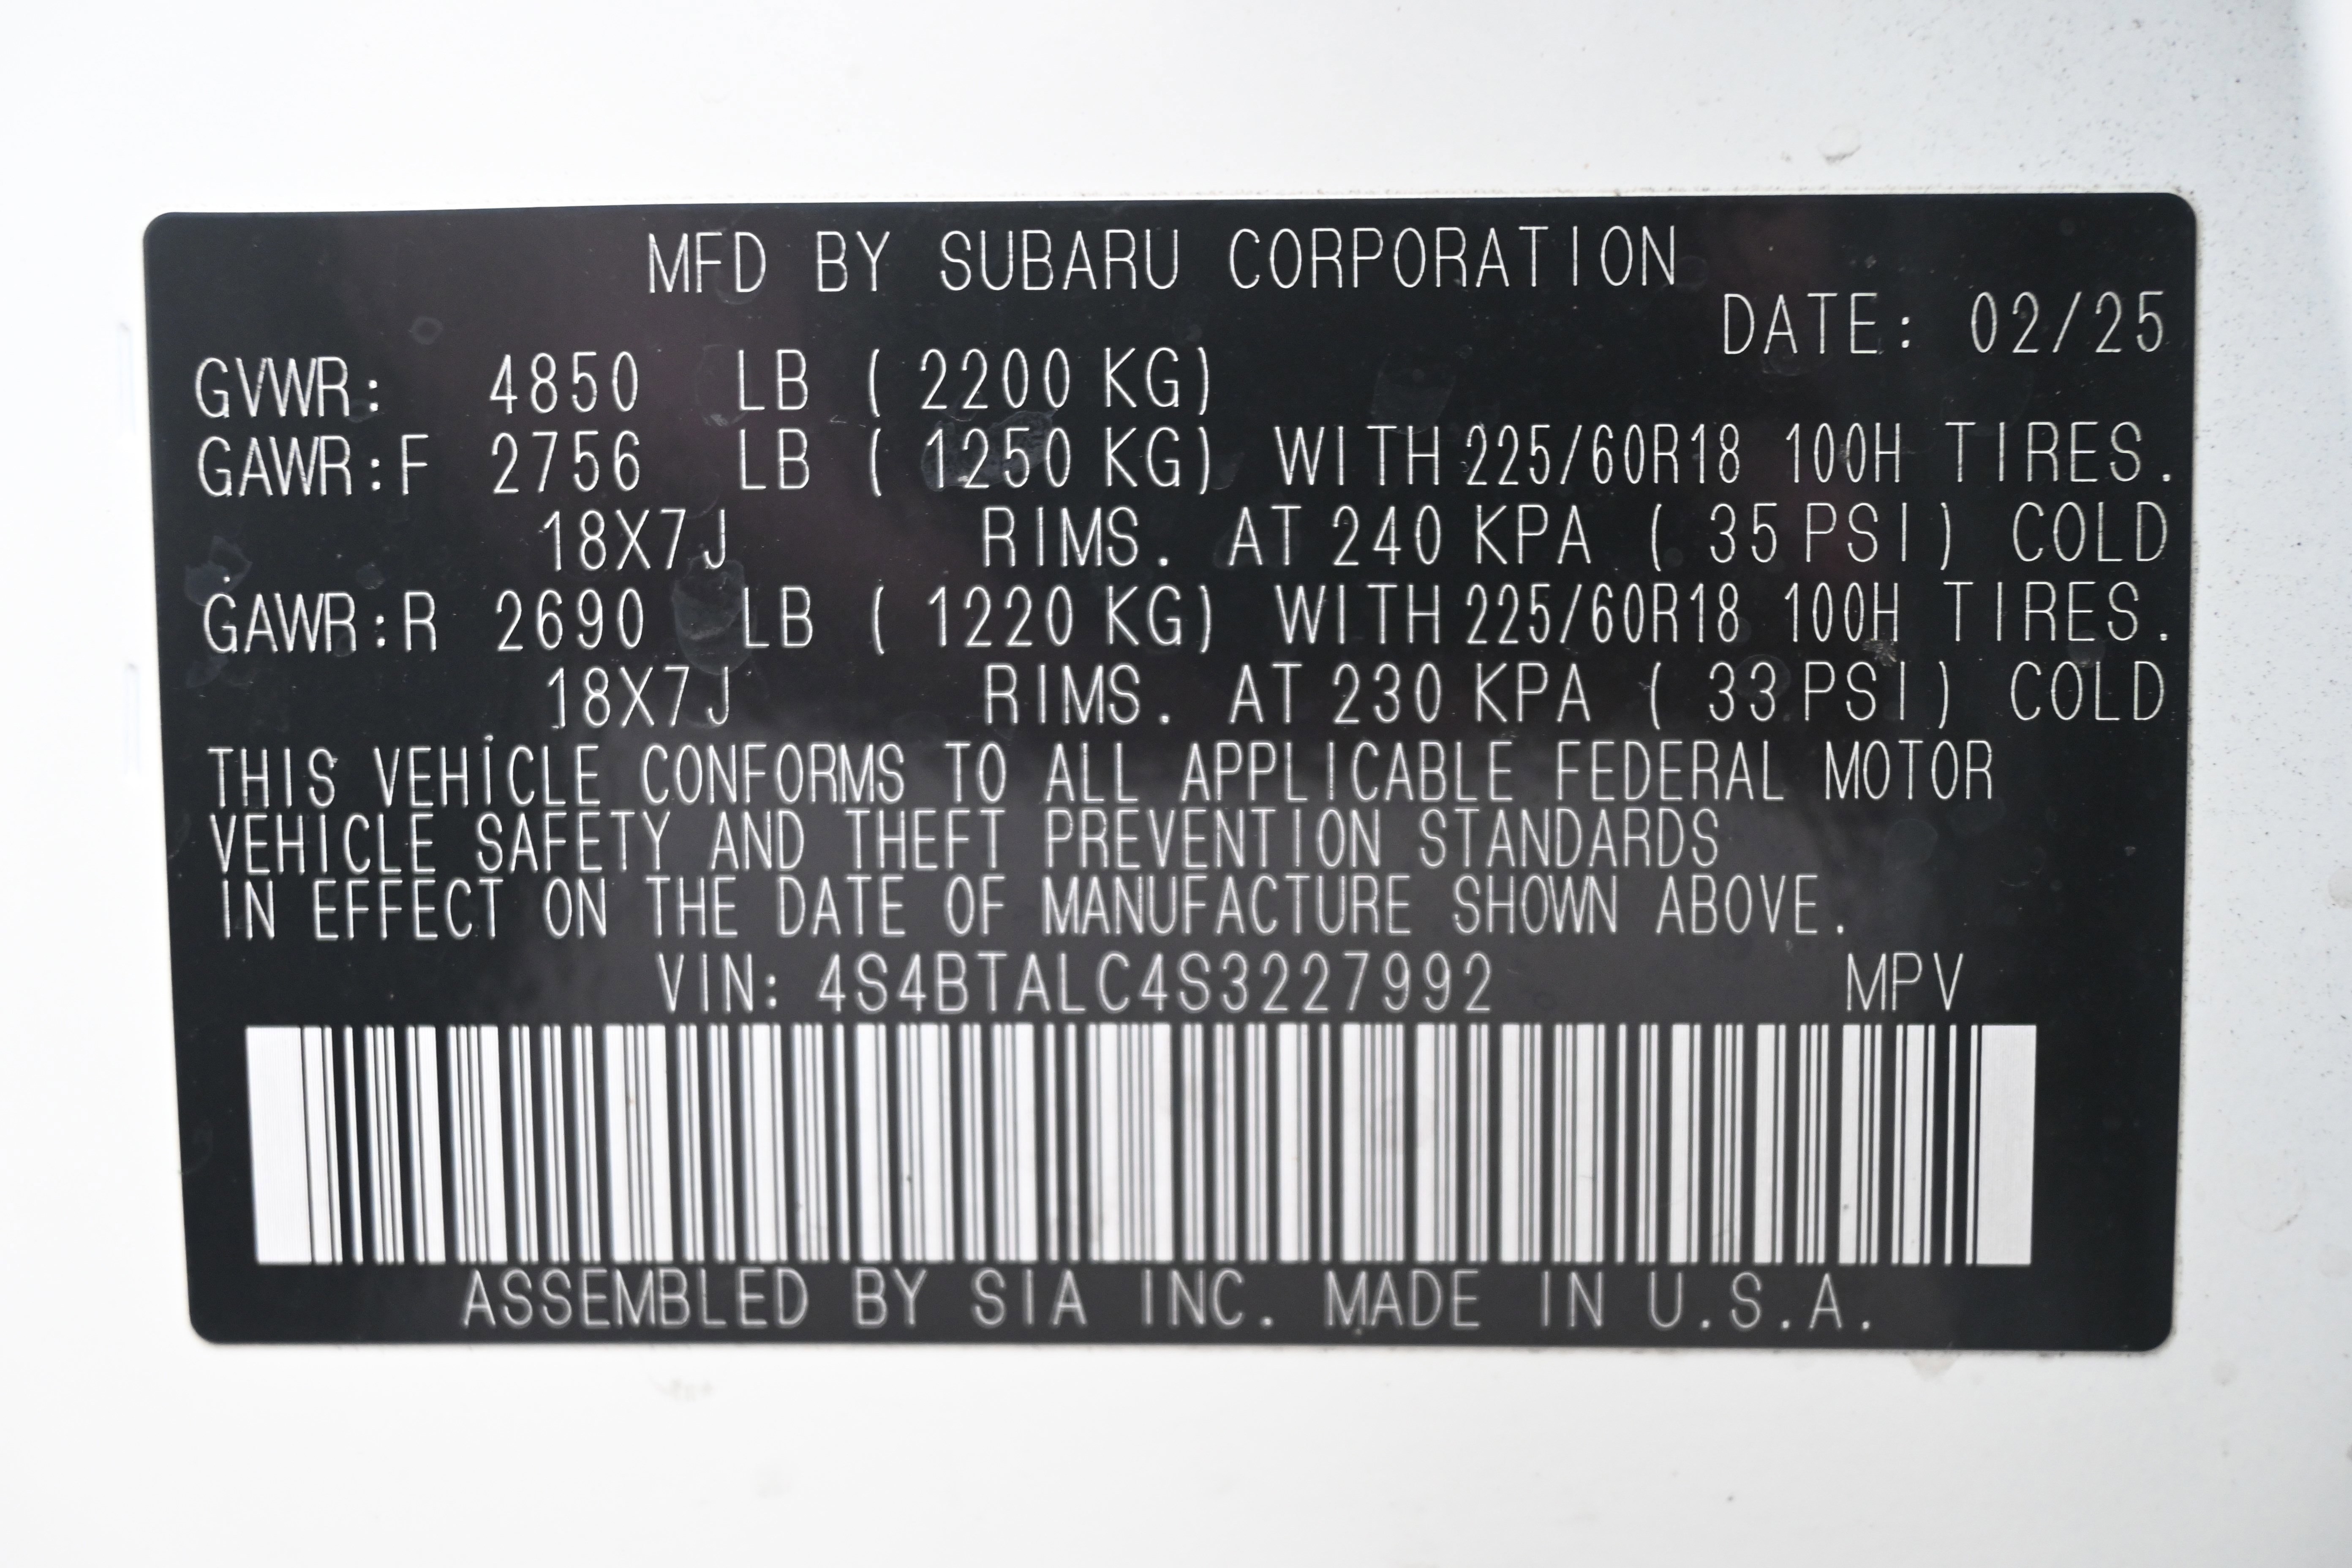 MFD BY SUBARU CORPORATION
DATE: 02/25
GVWR: 4850 LB ( 2200 KG)
GAWR:F 2756 LB ( 1250 KG) WITH 225/60R18 100H TIRES.
18X7J RIMS. AT 240 KPA ( 35 PSI) COLD
GAWR:R 2690 LB ( 1220 KG) WITH 225/60R18 100H TIRES.
18X7J RIMS. AT 230 KPA ( 33 PSI) COLD
THIS VEHICLE CONFORMS TO ALL APPLICABLE FEDERAL MOTOR
VEHICLE SAFETY AND THEFT PREVENTION STANDARDS
IN EFFECT ON THE DATE OF MANUFACTURE SHOWN ABOVE.
VIN: 4S4BTALC4S3227992 MPV
ASSEMBLED BY SIA INC. MADE IN U.S.A.